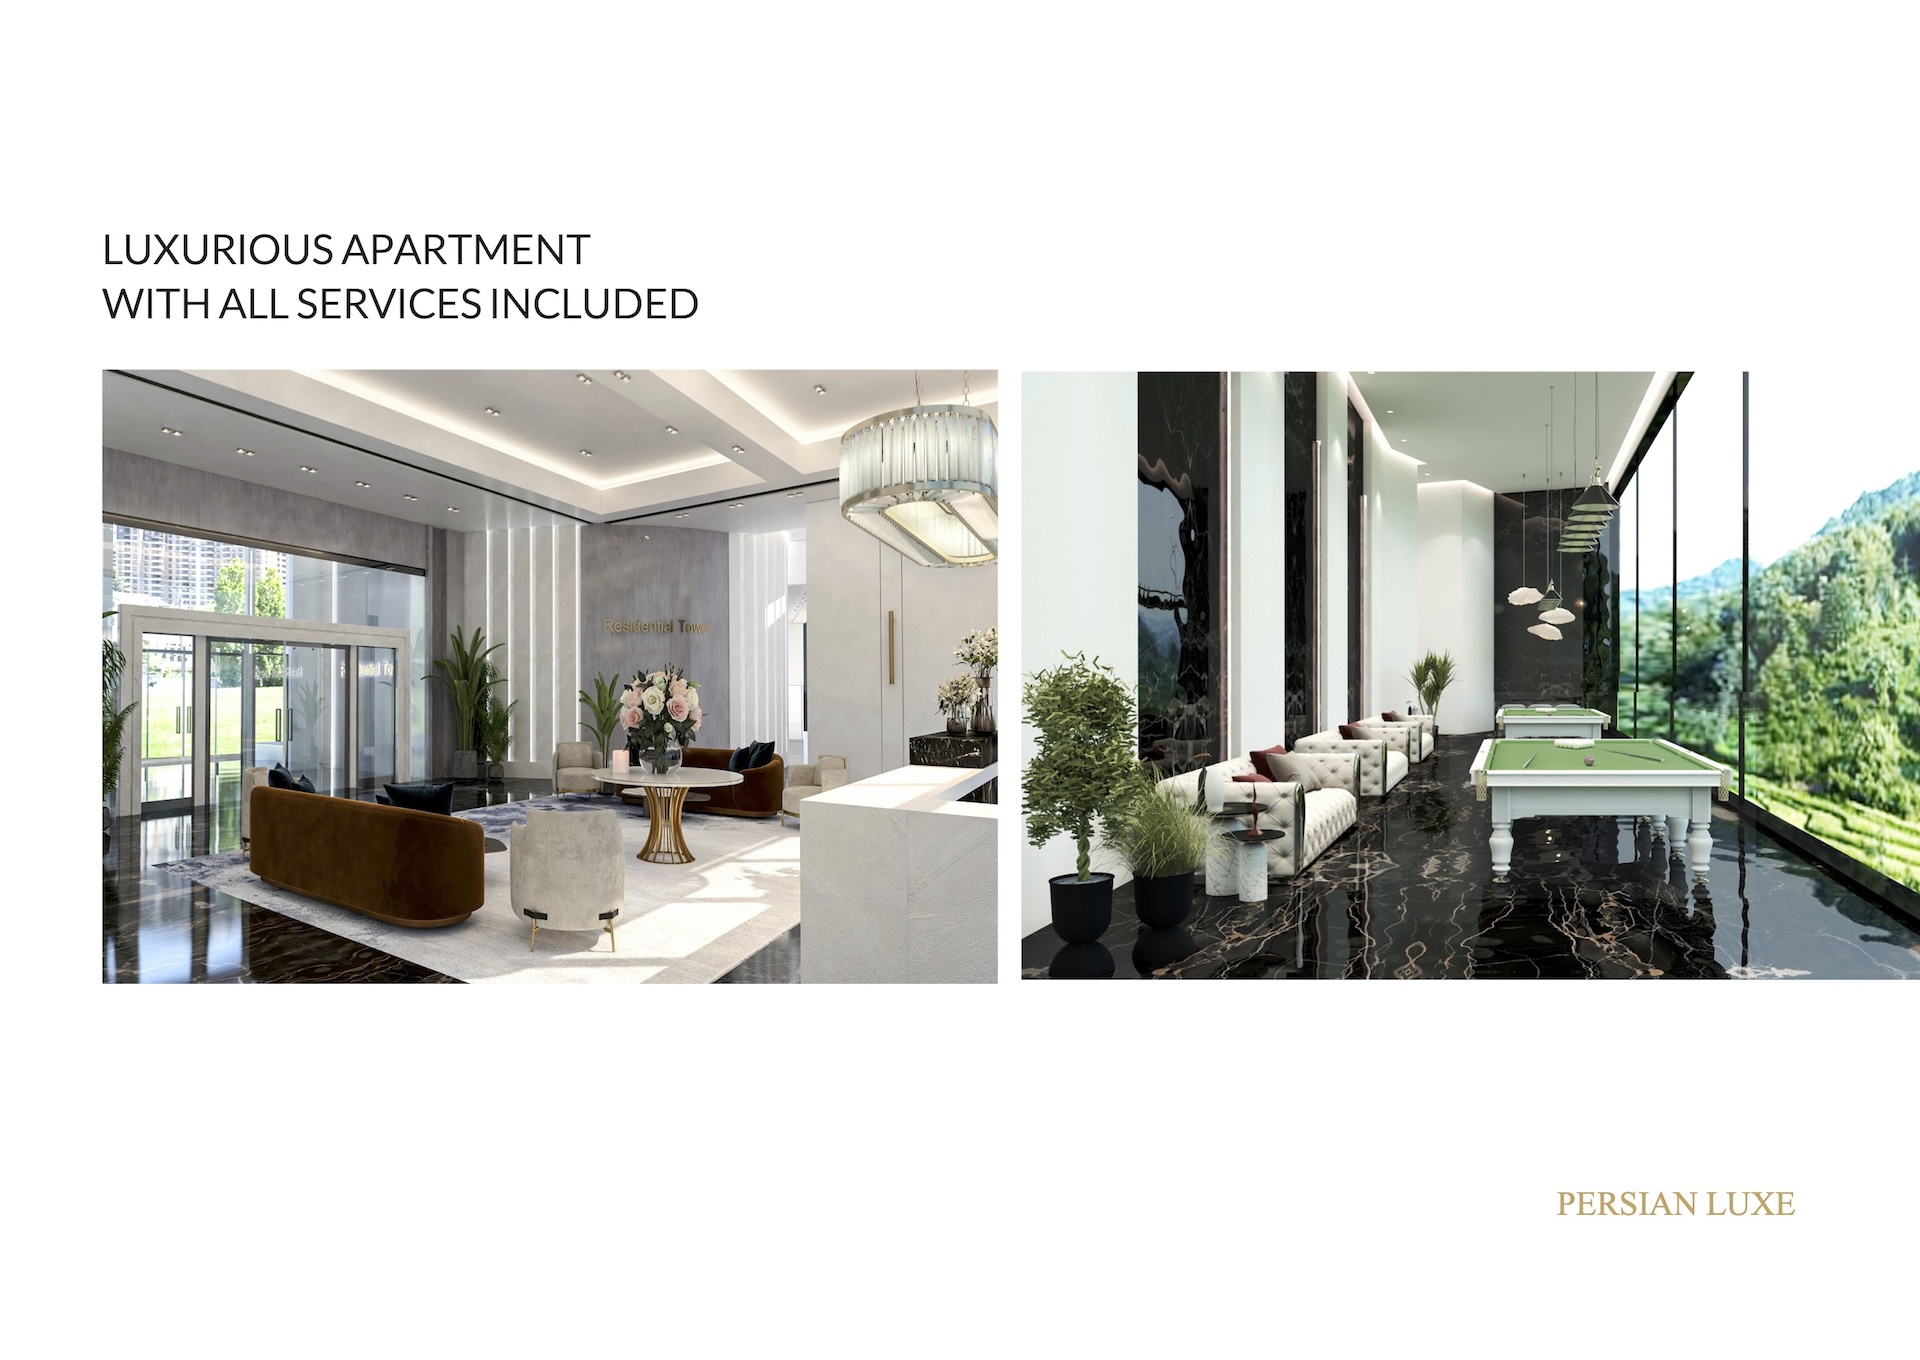 LUXURIOUS APARTMENT
WITH ALL SERVICES INCLUDED
Residential Tower
PERSIAN LUXE